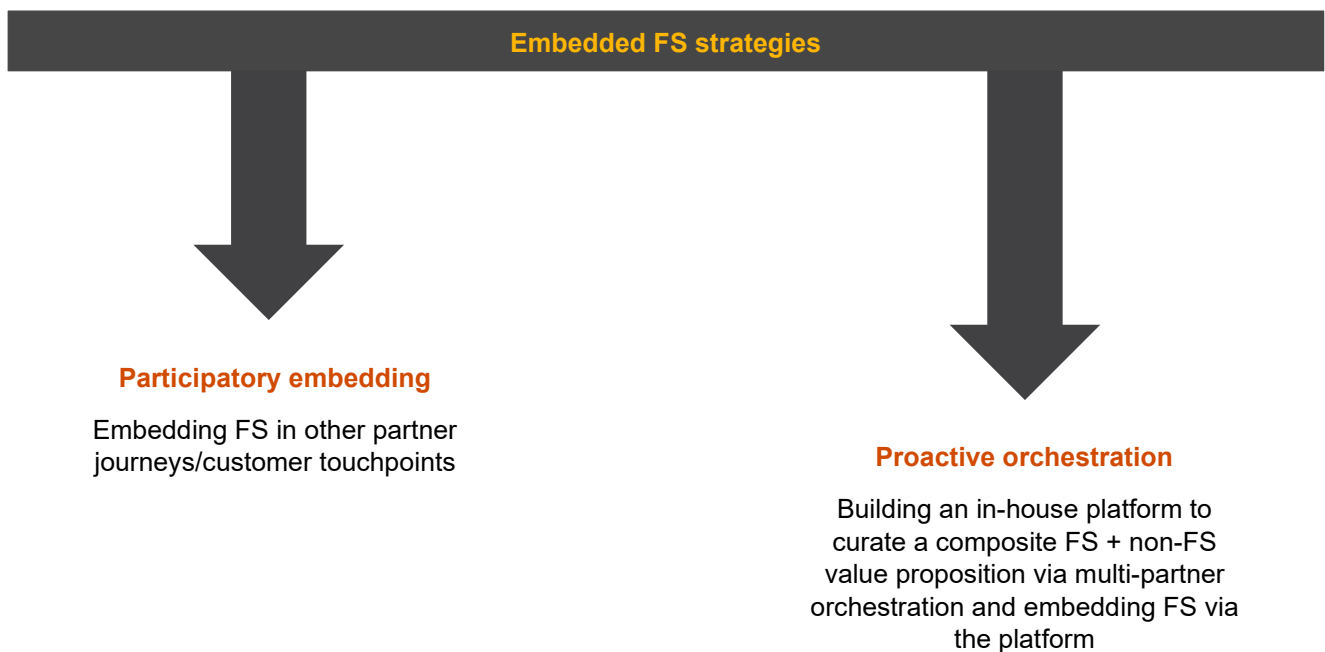 Embedded FS strategies
Participatory embedding
Embedding FS in other partner
journeys/customer touchpoints
Proactive orchestration
Building an in-house platform to
curate a composite FS + non-FS
value proposition via multi-partner
orchestration and embedding FS via
the platform